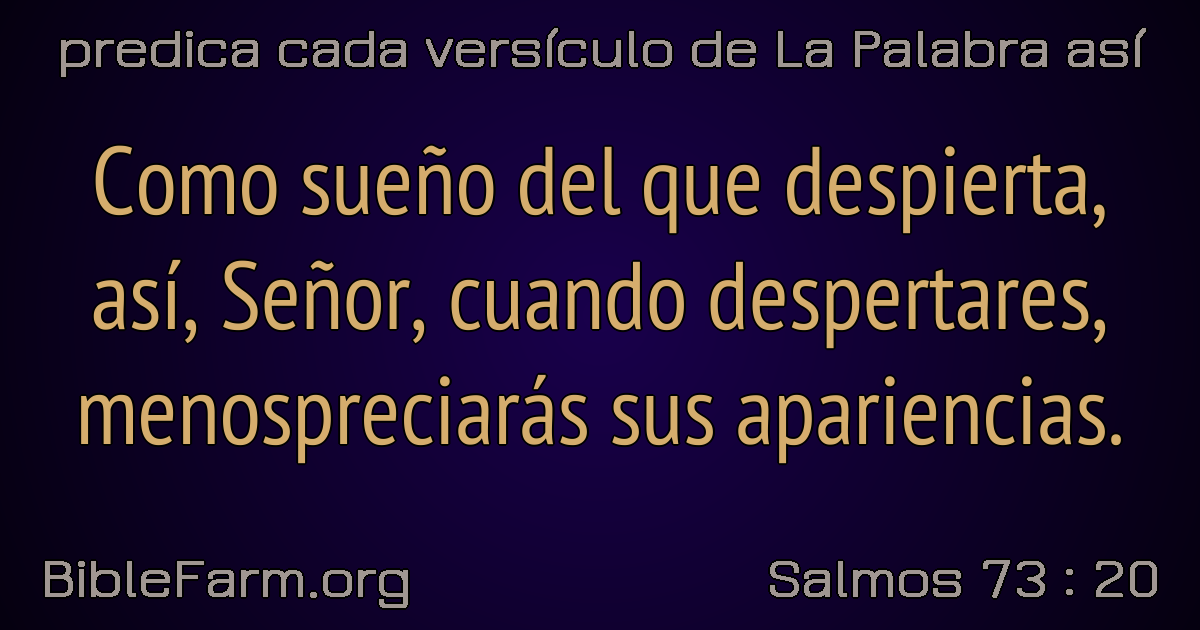 predica cada versículo de La Palabra así
Como sueño del que despierta,
así, Señor, cuando despertares,
menospreciarás sus apariencias.
BibleFarm.org
Salmos 73 : 20